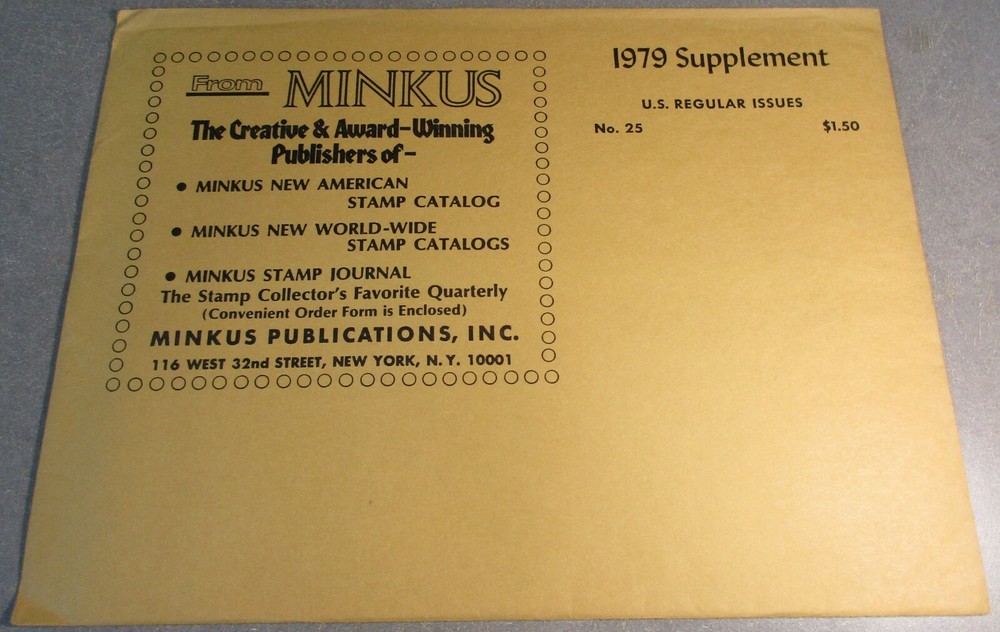 From MINKUS
The Creative & Award-Winning
Publishers of-
• MINKUS NEW AMERICAN
STAMP CATALOG
• MINKUS NEW WORLD-WIDE
STAMP CATALOGS
• MINKUS STAMP JOURNAL
The Stamp Collector's Favorite Quarterly
(Convenient Order Form is Enclosed)
MINKUS PUBLICATIONS, INC.
116 WEST 32nd STREET, NEW YORK, N.Y. 10001
1979 Supplement
U.S. REGULAR ISSUES
No. 25 $1.50